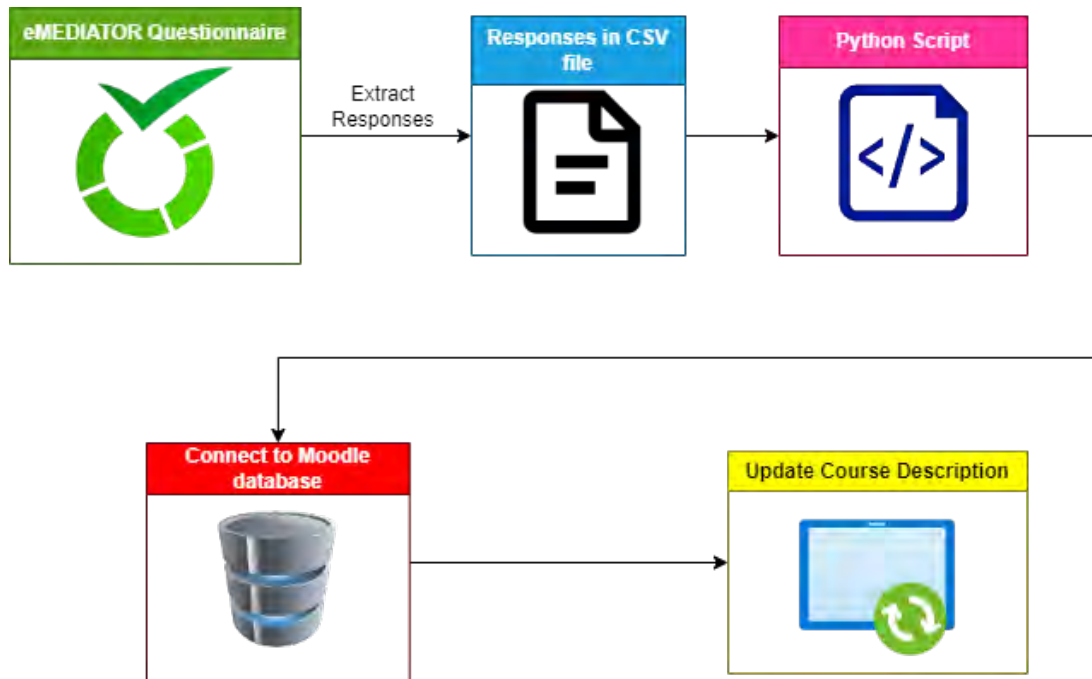 eMEDIATOR Questionnaire
Extract
Responses
Responses in CSV
file
Python Script
</>
Connect to Moodle
database
Update Course Description